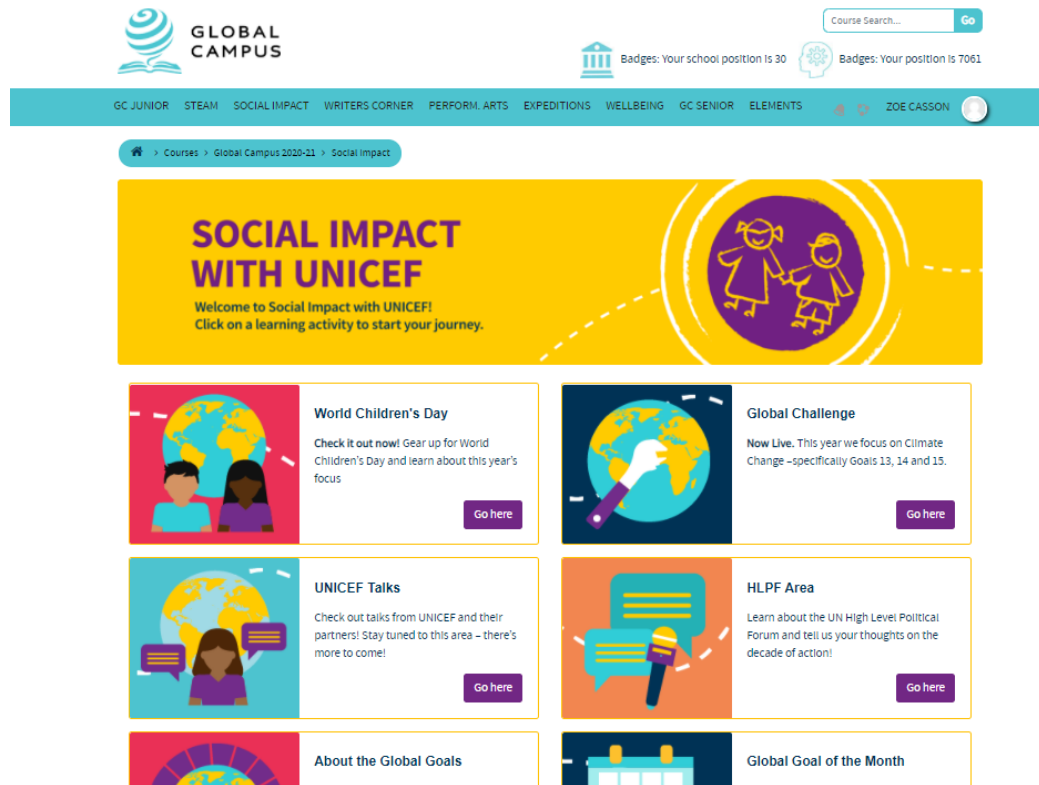 GLOBAL
CAMPUS
Course Search...
Go
Badges: Your school position is 30
Badges: Your position is 7061
GC JUNIOR STEAM SOCIAL IMPACT WRITERS CORNER PERFORM. ARTS EXPEDITIONS WELLBEING GC SENIOR ELEMENTS ZOE CASSON
> Courses > Global Campus 2020-21 > Social Impact
SOCIAL IMPACT
WITH UNICEF
Welcome to Social Impact with UNICEF!
Click on a learning activity to start your journey.
World Children's Day
Check it out now! Gear up for World
Children's Day and learn about this year's
focus
Go here
Global Challenge
Now Live. This year we focus on Climate
Change –specifically Goals 13, 14 and 15.
Go here
UNICEF Talks
Check out talks from UNICEF and their
partners! Stay tuned to this area – there's
more to come!
Go here
HLPF Area
Learn about the UN High Level Political
Forum and tell us your thoughts on the
decade of action!
Go here
About the Global Goals
Global Goal of the Month